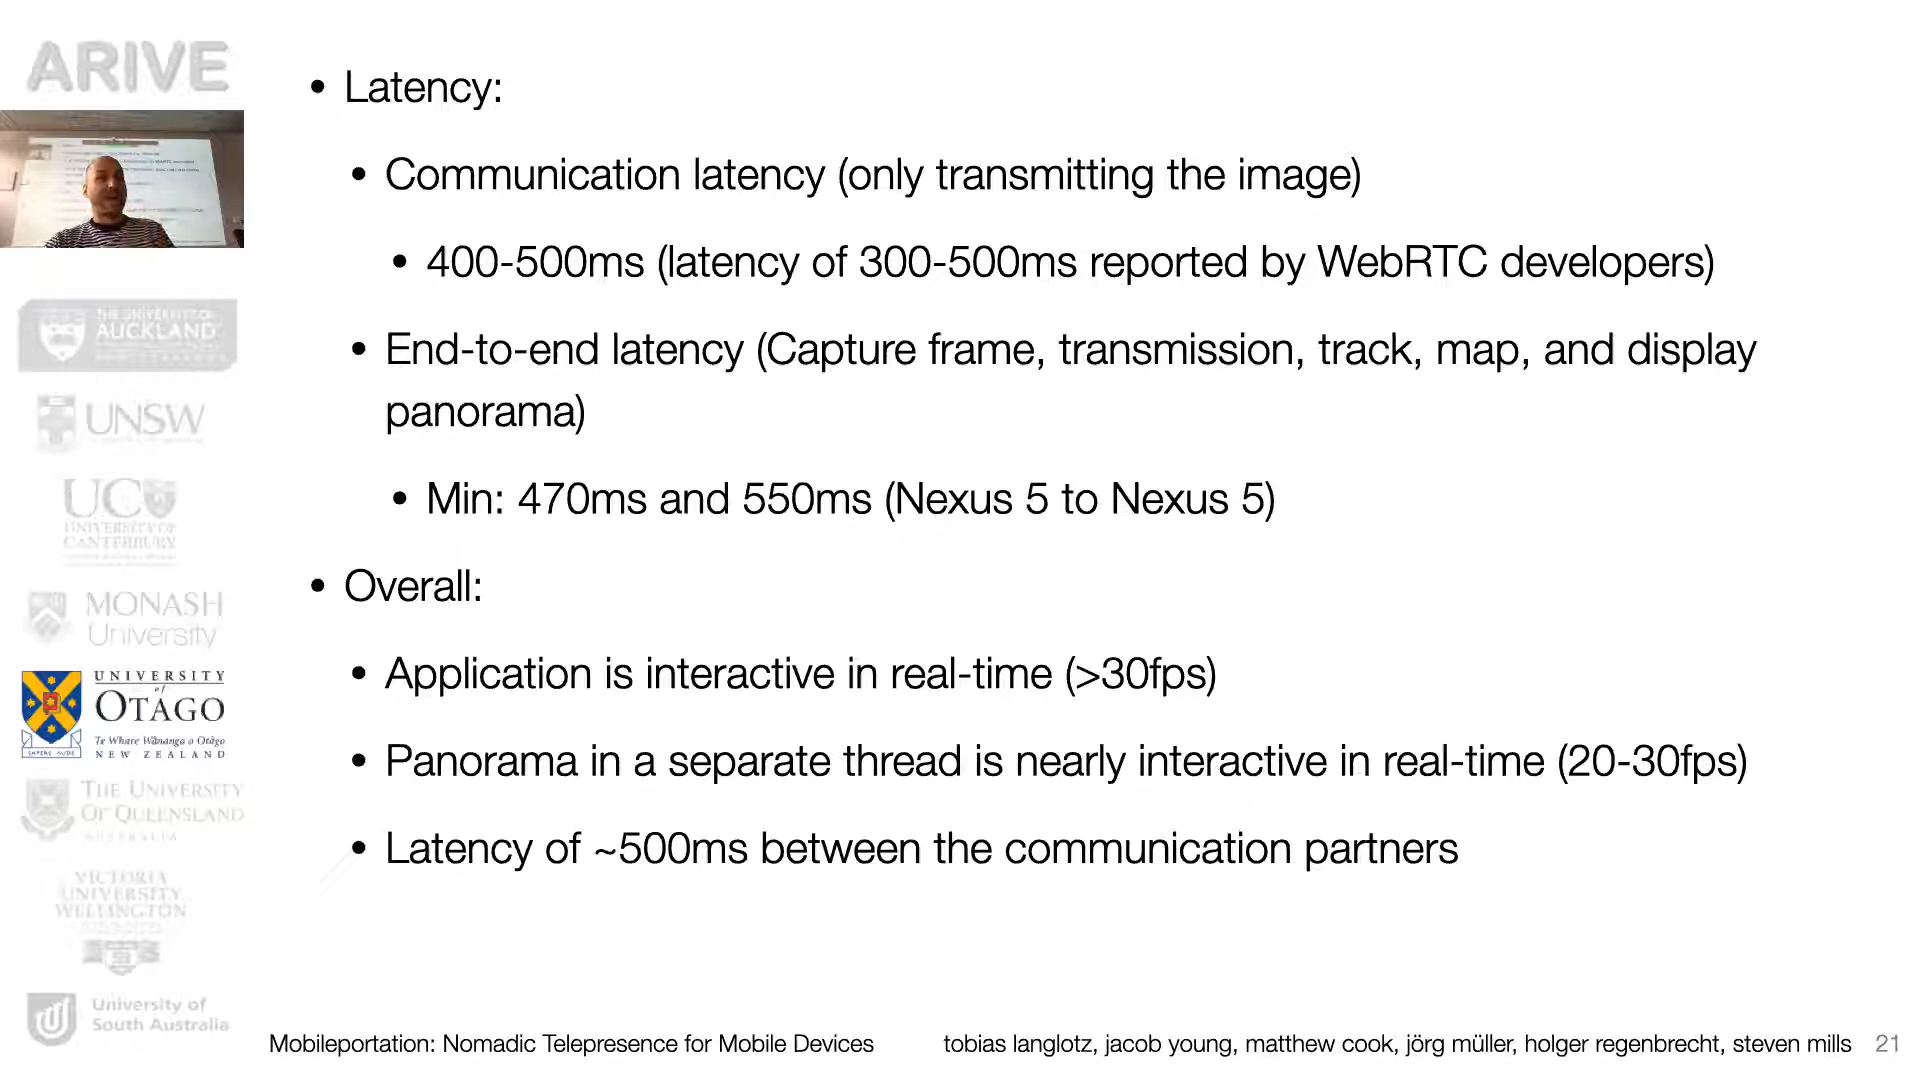 ARIVE
• Latency:
• Communication latency (only transmitting the image)
• 400-500ms (latency of 300-500ms reported by WebRTC developers)
• End-to-end latency (Capture frame, transmission, track, map, and display
panorama)
• Min: 470ms and 550ms (Nexus 5 to Nexus 5)
• Overall:
• Application is interactive in real-time (>30fps)
• Panorama in a separate thread is nearly interactive in real-time (20-30fps)
• Latency of ~500ms between the communication partners
THE UNIVERSITY OF
AUCKLAND
UNSW
UC
UNIVERSITY OF
CANTERBURY
MONASH
University
UNIVERSITY
of
OTAGO
Te Whare Wānanga o Otāgo
NEW ZEALAND
SAPERE AUDE
THE UNIVERSITY
OF QUEENSLAND
AUSTRALIA
VICTORIA
UNIVERSITY
WELLINGTON
University of
South Australia
Mobileportation: Nomadic Telepresence for Mobile Devices
tobias langlotz, jacob young, matthew cook, jörg müller, holger regenbrecht, steven mills
21